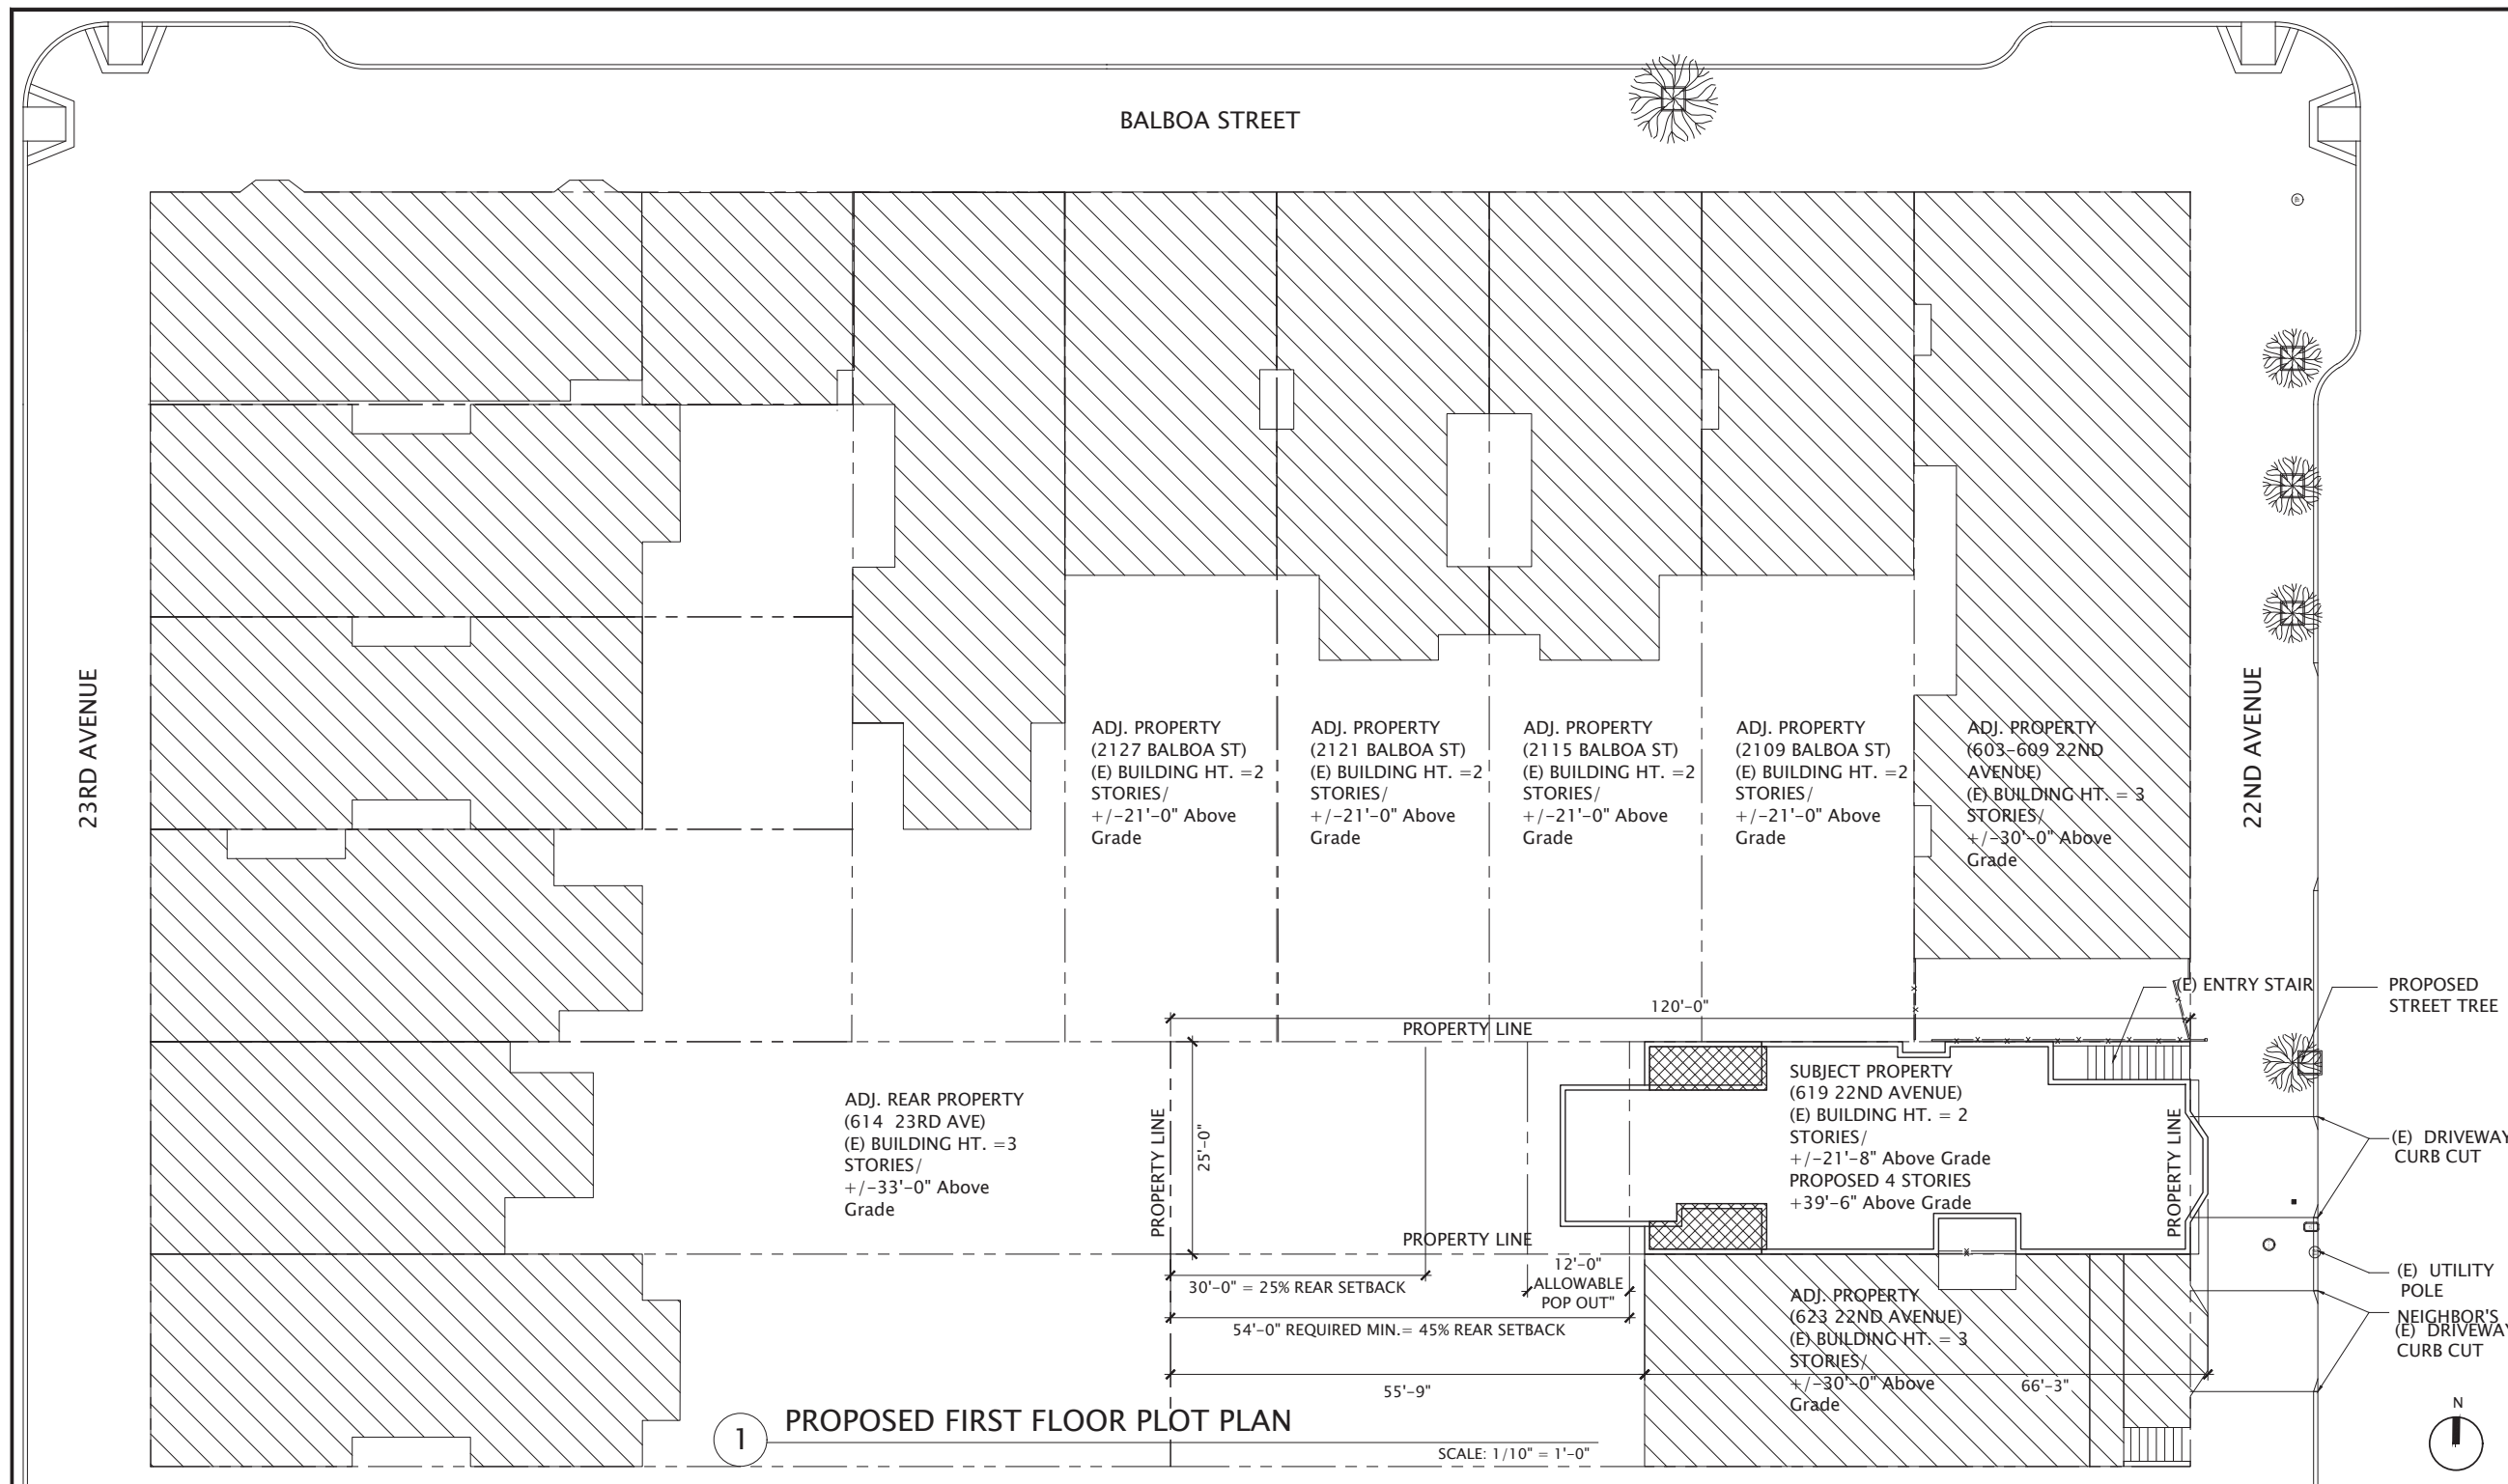 BALBOA STREET
23RD AVENUE
22ND AVENUE
ADJ. PROPERTY
(2127 BALBOA ST)
(E) BUILDING HT. =2
STORIES/
+/-21'-0" Above
Grade
ADJ. PROPERTY
(2121 BALBOA ST)
(E) BUILDING HT. =2
STORIES/
+/-21'-0" Above
Grade
ADJ. PROPERTY
(2115 BALBOA ST)
(E) BUILDING HT. =2
STORIES/
+/-21'-0" Above
Grade
ADJ. PROPERTY
(2109 BALBOA ST)
(E) BUILDING HT. =2
STORIES/
+/-21'-0" Above
Grade
ADJ. PROPERTY
(603-609 22ND
AVENUE)
(E) BUILDING HT. = 3
STORIES/
+/-30'-0" Above
Grade
(E) ENTRY STAIR
PROPOSED
STREET TREE
120'-0"
PROPERTY LINE
ADJ. REAR PROPERTY
(614 23RD AVE)
(E) BUILDING HT. =3
STORIES/
+/-33'-0" Above
Grade
PROPERTY LINE
25'-0"
SUBJECT PROPERTY
(619 22ND AVENUE)
(E) BUILDING HT. = 2
STORIES/
+/-21'-8" Above Grade
PROPOSED 4 STORIES
+39'-6" Above Grade
PROPERTY LINE
(E) DRIVEWAY
CURB CUT
PROPERTY LINE
30'-0" = 25% REAR SETBACK
12'-0"
ALLOWABLE
POP OUT"
54'-0" REQUIRED MIN.= 45% REAR SETBACK
55'-9"
ADJ. PROPERTY
(623 22ND AVENUE)
(E) BUILDING HT. = 3
STORIES/
+/-30'-0" Above
Grade
66'-3"
(E) UTILITY
POLE
NEIGHBOR'S
(E) DRIVEWAY
CURB CUT
N
1
PROPOSED FIRST FLOOR PLOT PLAN
SCALE: 1/10" = 1'-0"